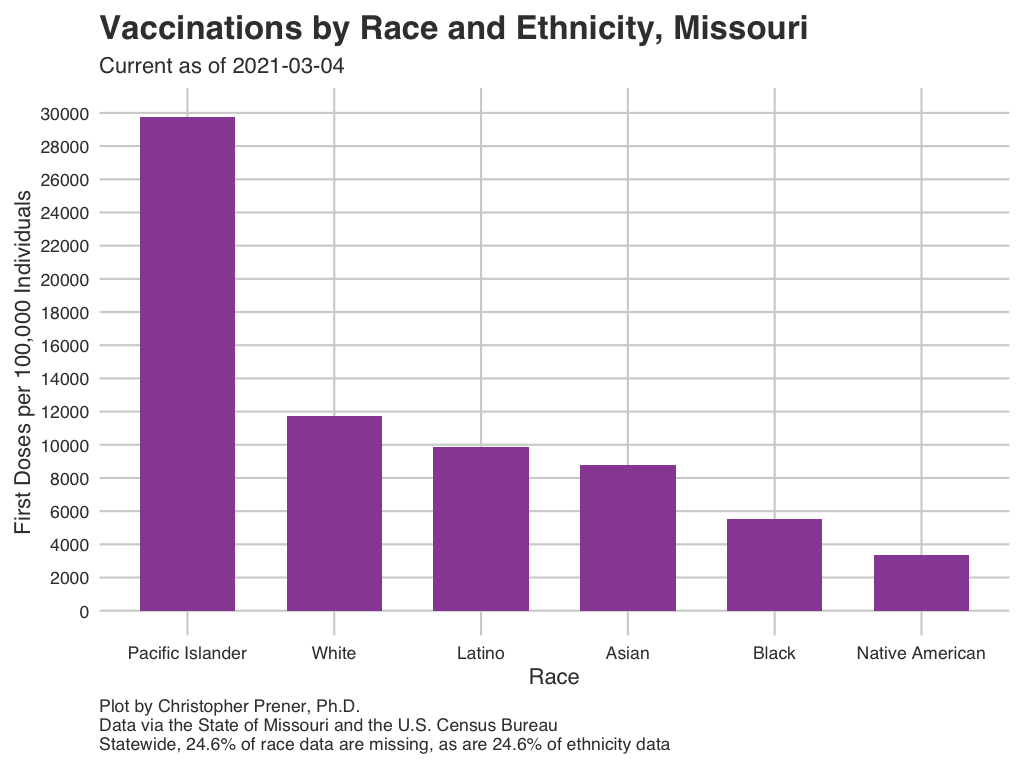 Vaccinations by Race and Ethnicity, Missouri
Current as of 2021-03-04
First Doses per 100,000 Individuals
30000
28000
26000
24000
22000
20000
18000
16000
14000
12000
10000
8000
6000
4000
2000
0
Pacific Islander White Latino Asian Black Native American
Race
Plot by Christopher Prener, Ph.D.
Data via the State of Missouri and the U.S. Census Bureau
Statewide, 24.6% of race data are missing, as are 24.6% of ethnicity data